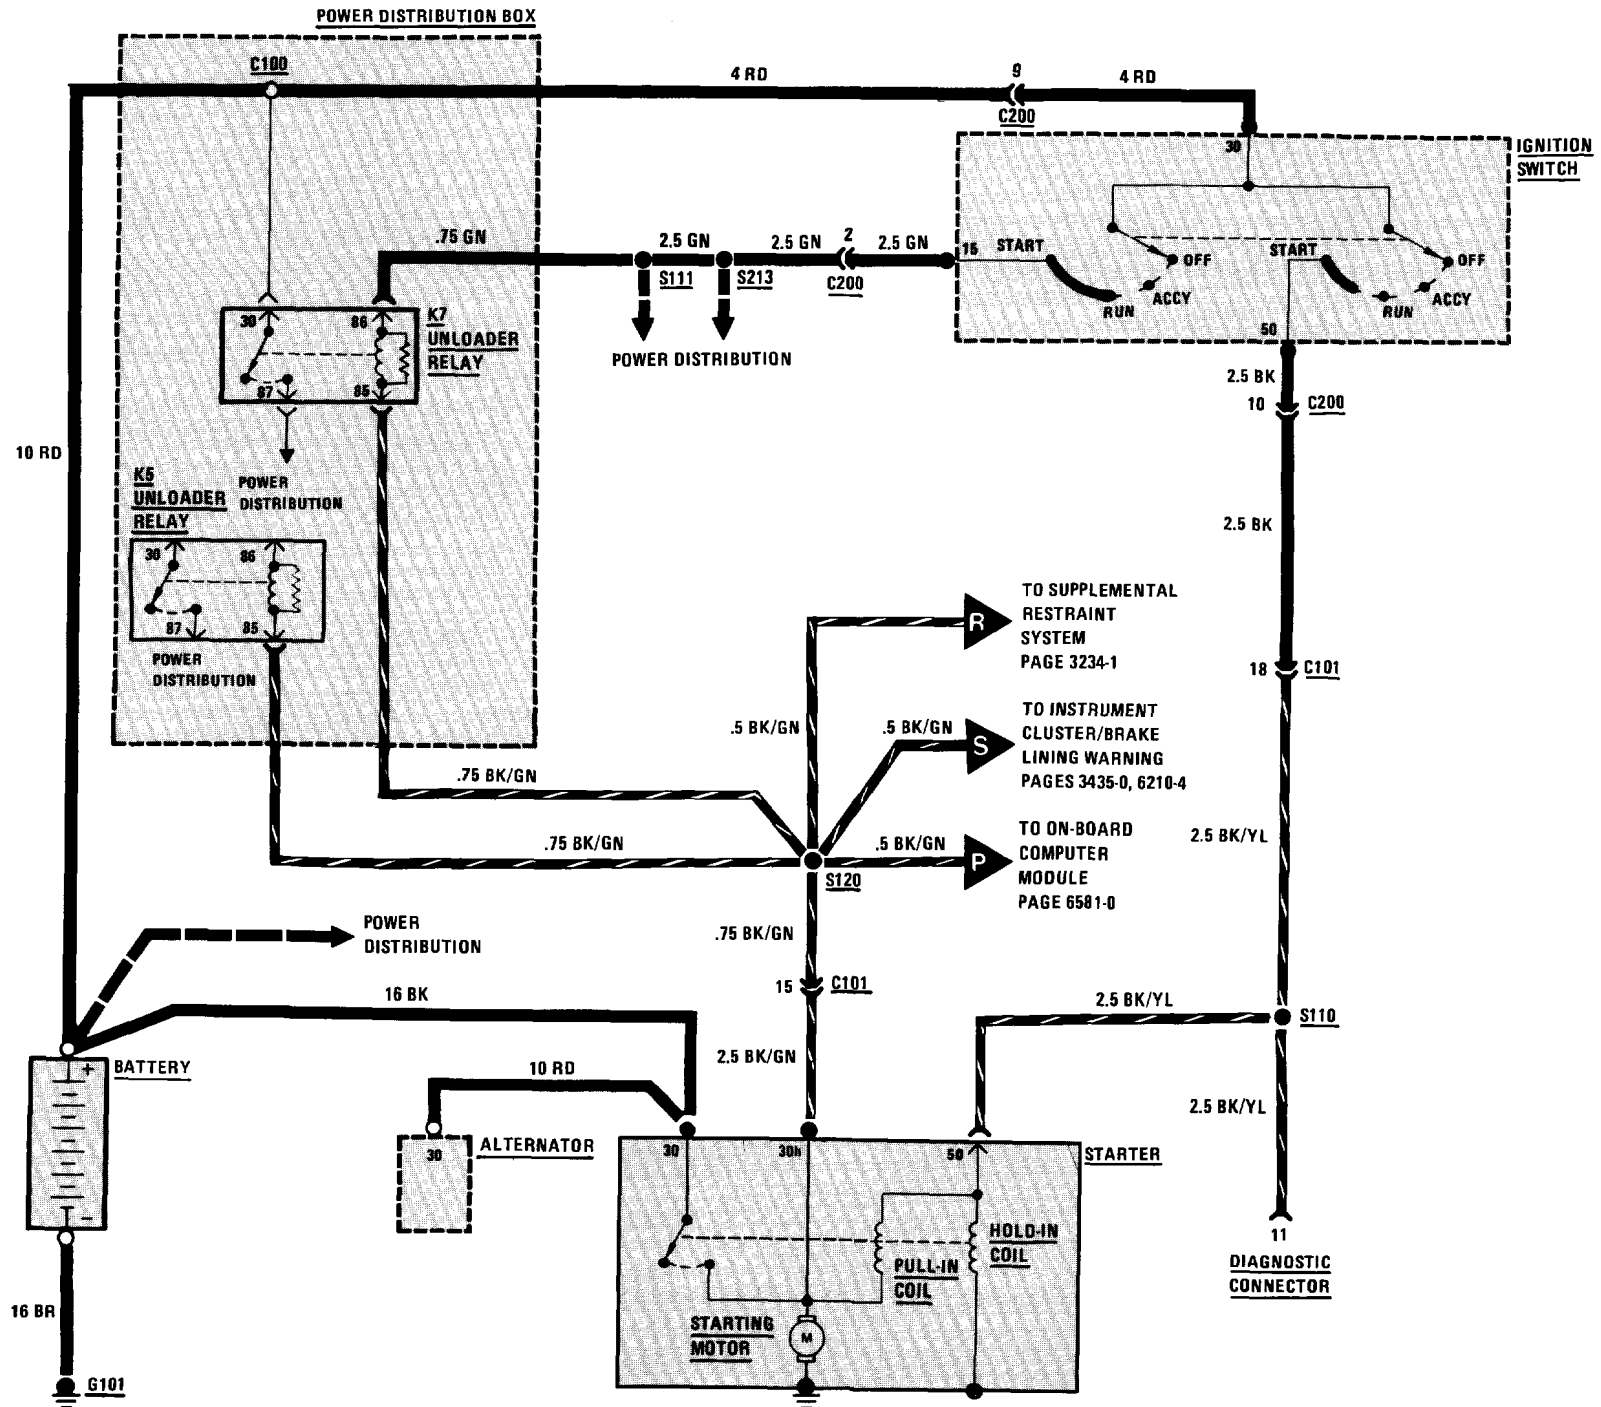 POWER DISTRIBUTION BOX
C100
4 RD
9
4 RD
C200
30
IGNITION
SWITCH
.75 GN
2.5 GN
2.5 GN
2
2.5 GN
15
START
START
OFF
OFF
S111
S213
C200
ACCY
ACCY
RUN
RUN
30
86
K7
UNLOADER
RELAY
87
85
POWER DISTRIBUTION
50
2.5 BK
10
C200
10 RD
POWER
DISTRIBUTION
K6
UNLOADER
RELAY
2.5 BK
30
86
87
85
POWER
DISTRIBUTION
R
TO SUPPLEMENTAL
RESTRAINT
SYSTEM
PAGE 3234-1
18
C101
.5 BK/GN
.5 BK/GN
S
TO INSTRUMENT
CLUSTER/BRAKE
LINING WARNING
PAGES 3435-0, 6210-4
.75 BK/GN
.75 BK/GN
.5 BK/GN
P
TO ON-BOARD
COMPUTER
MODULE
PAGE 6581-0
2.5 BK/YL
S120
POWER
DISTRIBUTION
.75 BK/GN
15
C101
16 BK
2.5 BK/YL
S110
2.5 BK/GN
+
BATTERY
10 RD
2.5 BK/YL
30
ALTERNATOR
30
30h
50
STARTER
HOLD-IN
COIL
PULL-IN
COIL
–
11
DIAGNOSTIC
CONNECTOR
16 BR
STARTING
MOTOR
M
G101